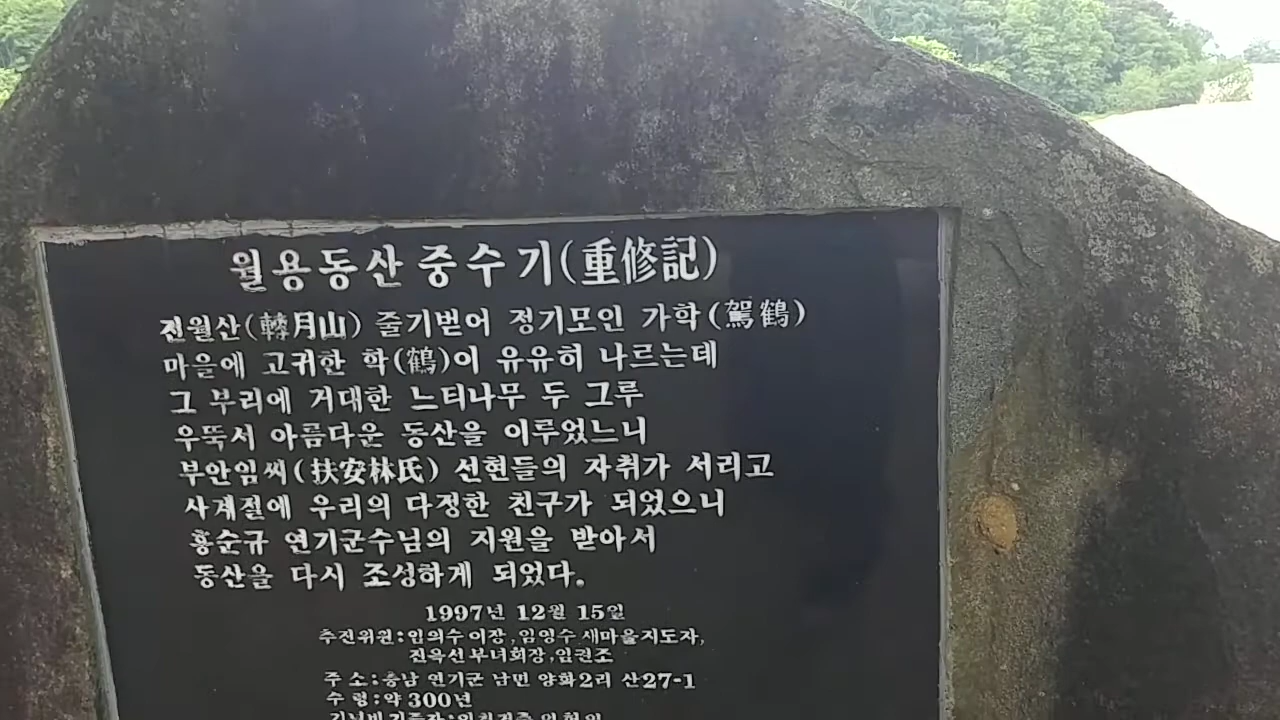 월용동산중수기(重修記)
전월산(轉月山) 줄기벋어 정기모인 가학(駕鶴)
마을에 고귀한 학(鶴)이 유유히 나르는데
그 부리에 거대한 느티나무 두 그루
우뚝서 아름다운 동산을 이루었느니
부안임씨(扶安林氏) 선현들의 자취가 서리고
사계절에 우리의 다정한 친구가 되었으니
홍순규 연기군수님의 지원을 받아서
동산을 다시 조성하게 되었다.
1997년 12월 15일
추진위원:임의수 이장,임영수 새마을지도자,
진옥선부녀회장,임권조
주 소:충남 연기군 남면 양화2리 산27-1
수 령:약 300년